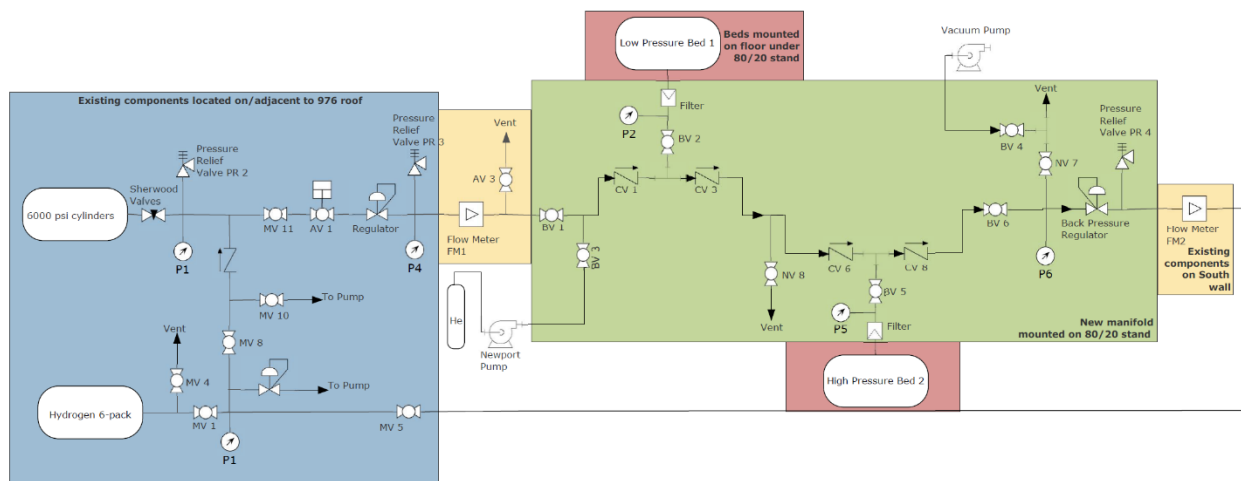 Existing components located on/adjacent to 976 roof
Pressure
Relief
Valve PR 2
Pressure
Relief
Valve PR 3
Sherwood
Valves
6000 psi cylinders
MV 11
AV 1
Regulator
P1
P4
MV 10
To Pump
Vent
MV 8
MV 4
To Pump
Hydrogen 6-pack
MV 1
MV 5
P1
Vent
AV 3
Flow Meter
FM1
He
Newport
Pump
Low Pressure Bed 1
Beds mounted
on floor under
80/20 stand
Filter
P2
BV 2
CV 1
CV 3
BV 1
BV 3
NV 8
Vent
CV 6
CV 8
BV 5
P5
Filter
High Pressure Bed 2
Vacuum Pump
Vent
BV 4
NV 7
Pressure
Relief
Valve PR 4
BV 6
Back Pressure
Regulator
P6
New manifold
mounted on 80/20 stand
Flow Meter
FM2
Existing
components
on South
wall